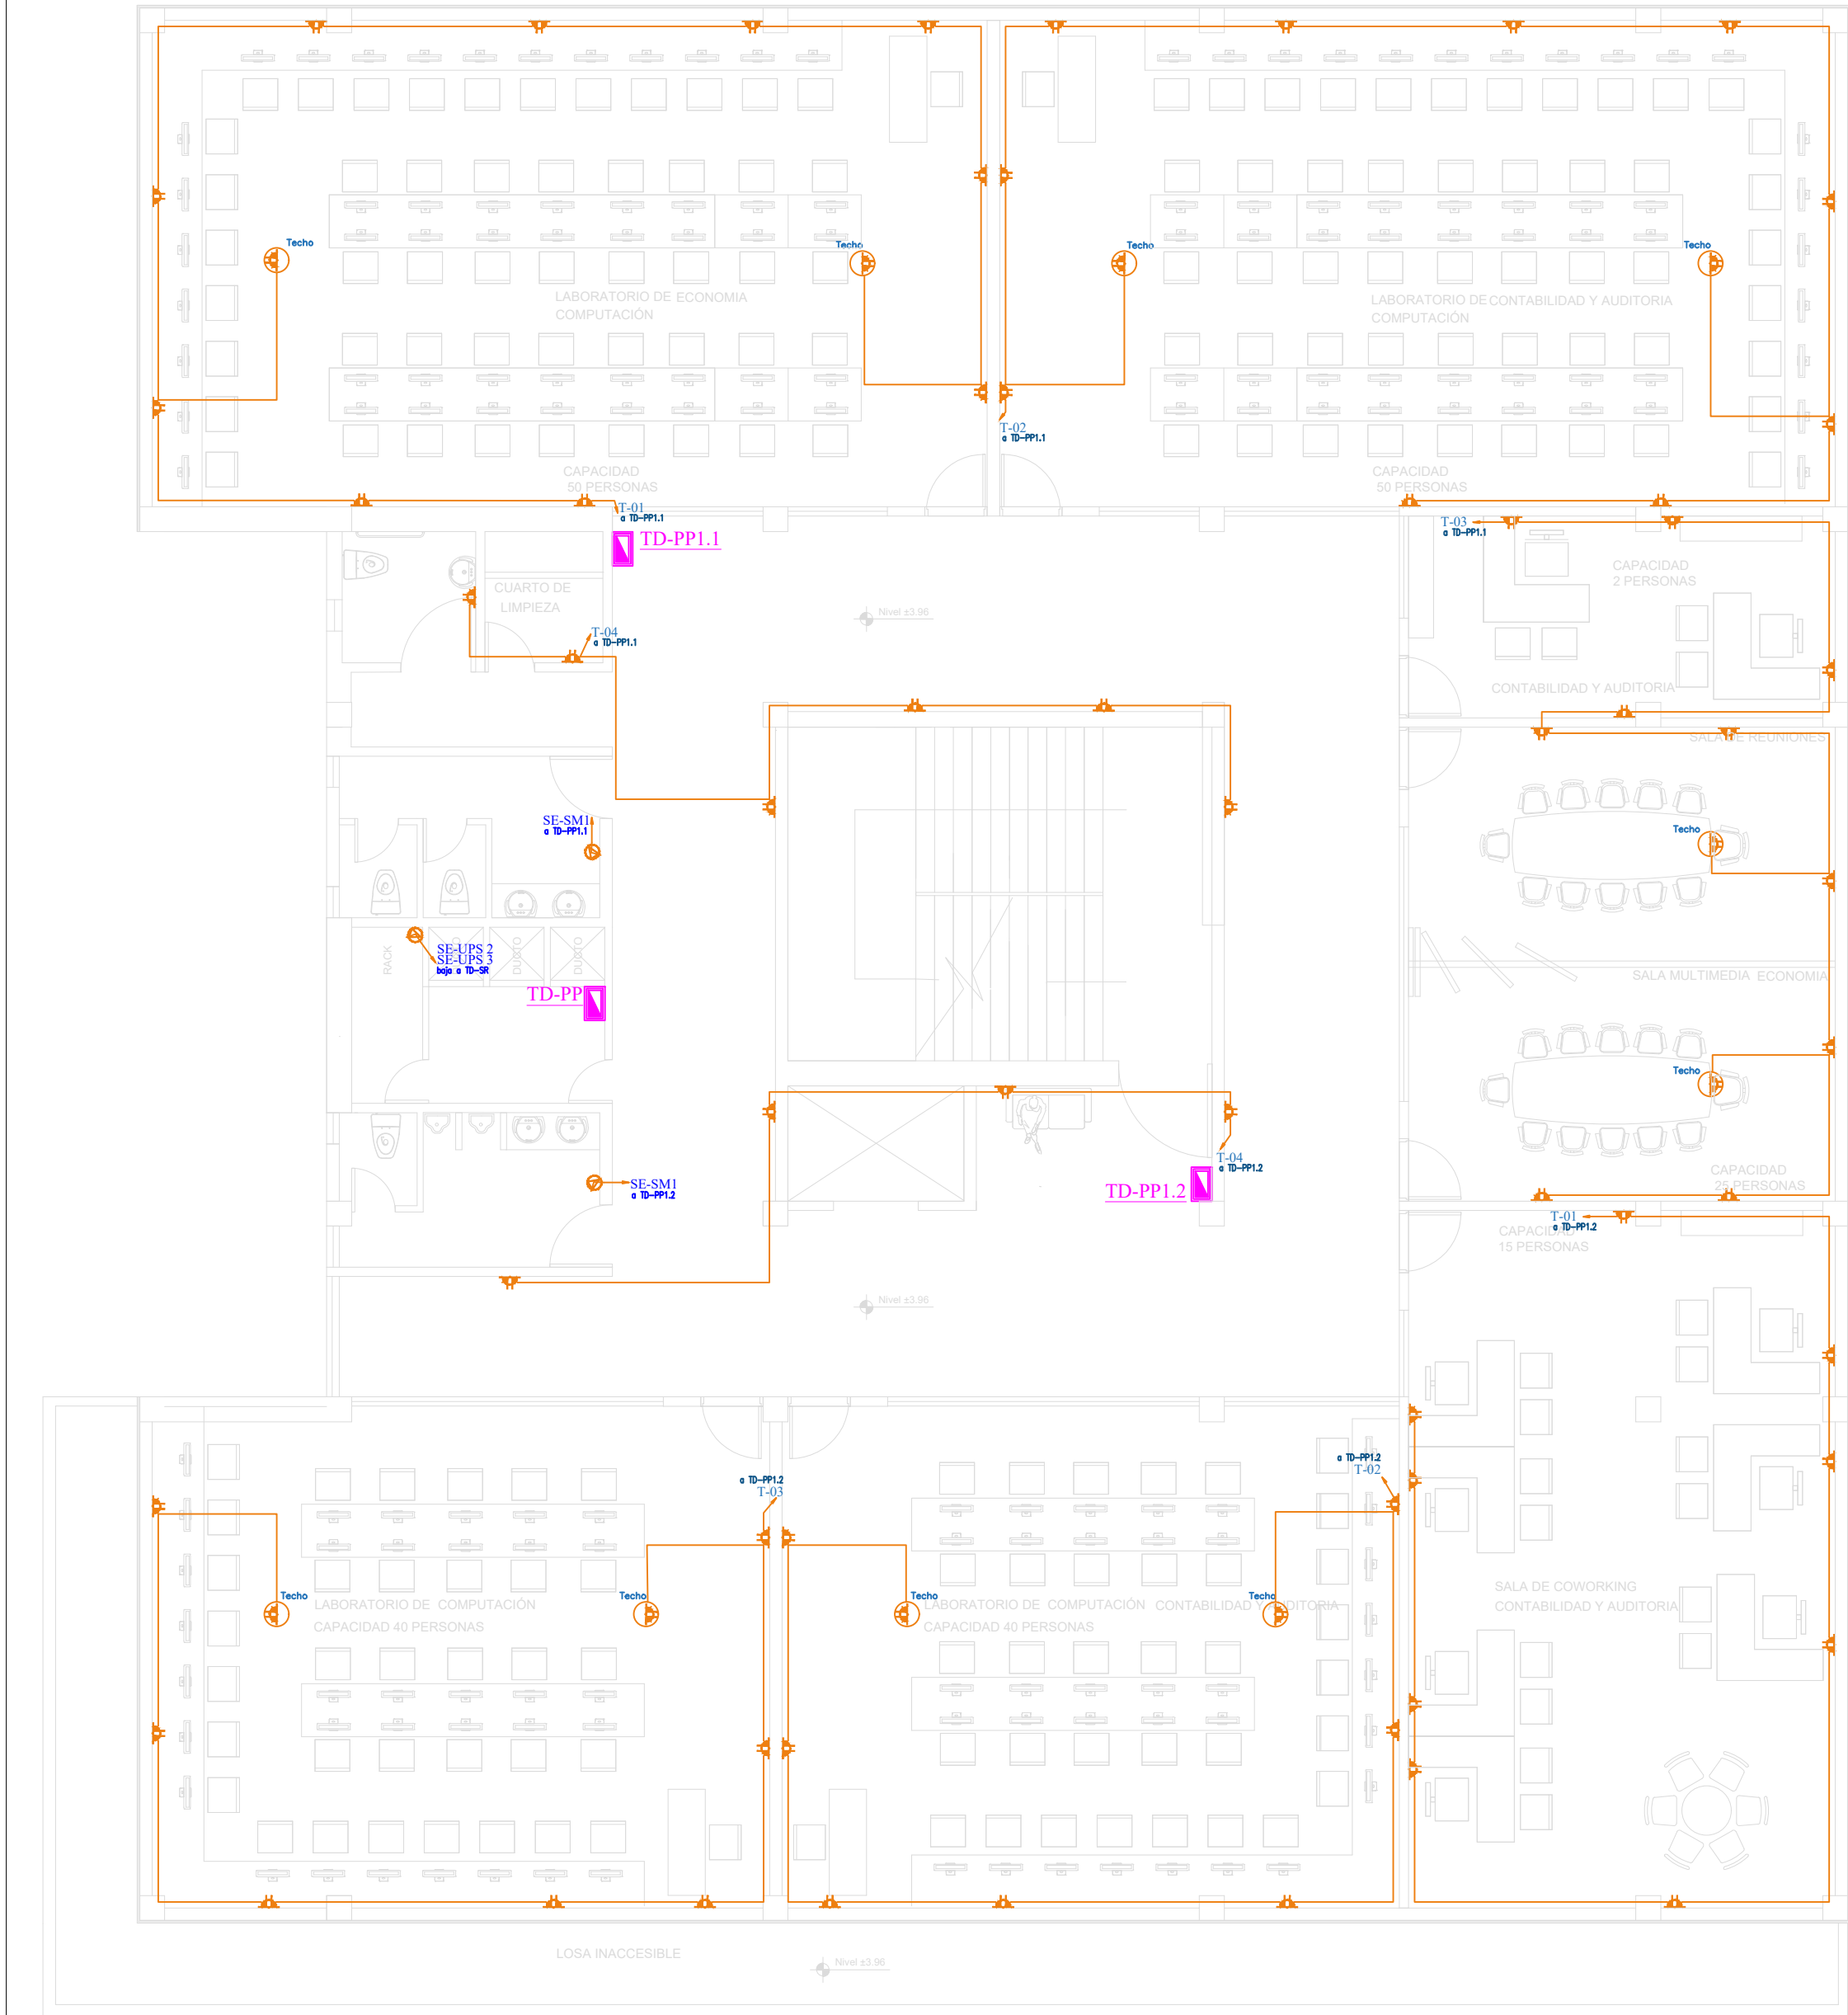 Techo
Techo
Techo
Techo
LABORATORIO DE ECONOMIA
COMPUTACIÓN
LABORATORIO DE CONTABILIDAD Y AUDITORIA
COMPUTACIÓN
T-02
a TD-PP1.1
CAPACIDAD
50 PERSONAS
CAPACIDAD
50 PERSONAS
T-01
a TD-PP1.1
TD-PP1.1
T-03
a TD-PP1.1
CAPACIDAD
2 PERSONAS
CUARTO DE
LIMPIEZA
Nivel ±3.96
T-04
a TD-PP1.1
CONTABILIDAD Y AUDITORIA
SALA DE REUNIONES
SE-SM1
a TD-PP1.1
Techo
RACK
DUCTO
DUCTO
SE-UPS 2
SE-UPS 3
baja a TD-SR
SALA MULTIMEDIA ECONOMIA
TD-PP
Techo
T-04
a TD-PP1.2
CAPACIDAD
25 PERSONAS
SE-SM1
a TD-PP1.2
TD-PP1.2
T-01
a TD-PP1.2
CAPACIDAD
15 PERSONAS
Nivel ±3.96
a TD-PP1.2
T-03
a TD-PP1.2
T-02
Techo
Techo
Techo
Techo
LABORATORIO DE COMPUTACIÓN
CAPACIDAD 40 PERSONAS
LABORATORIO DE COMPUTACIÓN CONTABILIDAD Y AUDITORIA
CAPACIDAD 40 PERSONAS
SALA DE COWORKING
CONTABILIDAD Y AUDITORIA
LOSA INACCESIBLE
Nivel ±3.96